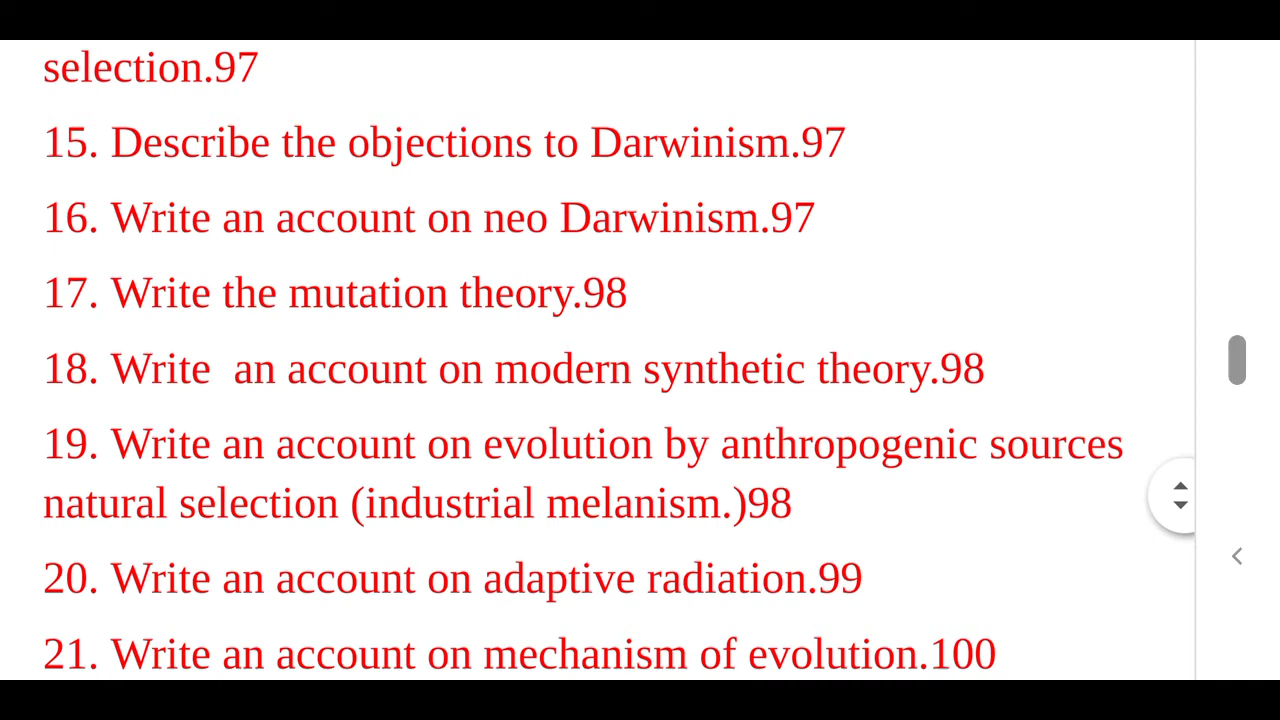 selection.97
15. Describe the objections to Darwinism.97
16. Write an account on neo Darwinism.97
17. Write the mutation theory.98
18. Write  an account on modern synthetic theory.98
19. Write an account on evolution by anthropogenic sources
natural selection (industrial melanism.)98
20. Write an account on adaptive radiation.99
21. Write an account on mechanism of evolution.100